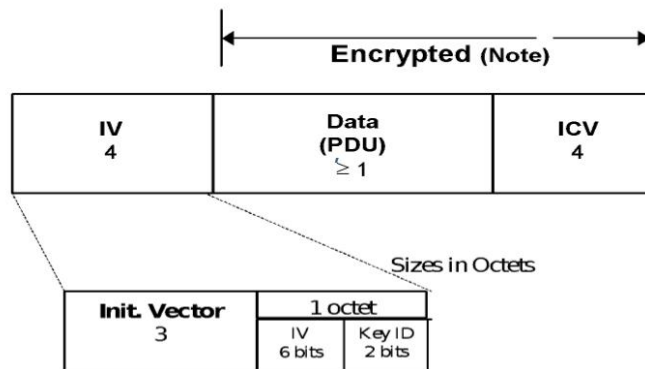 Encrypted (Note)
IV
4
Data
(PDU)
≥ 1
ICV
4
Sizes in Octets
Init. Vector
3
1 octet
IV
6 bits
Key ID
2 bits